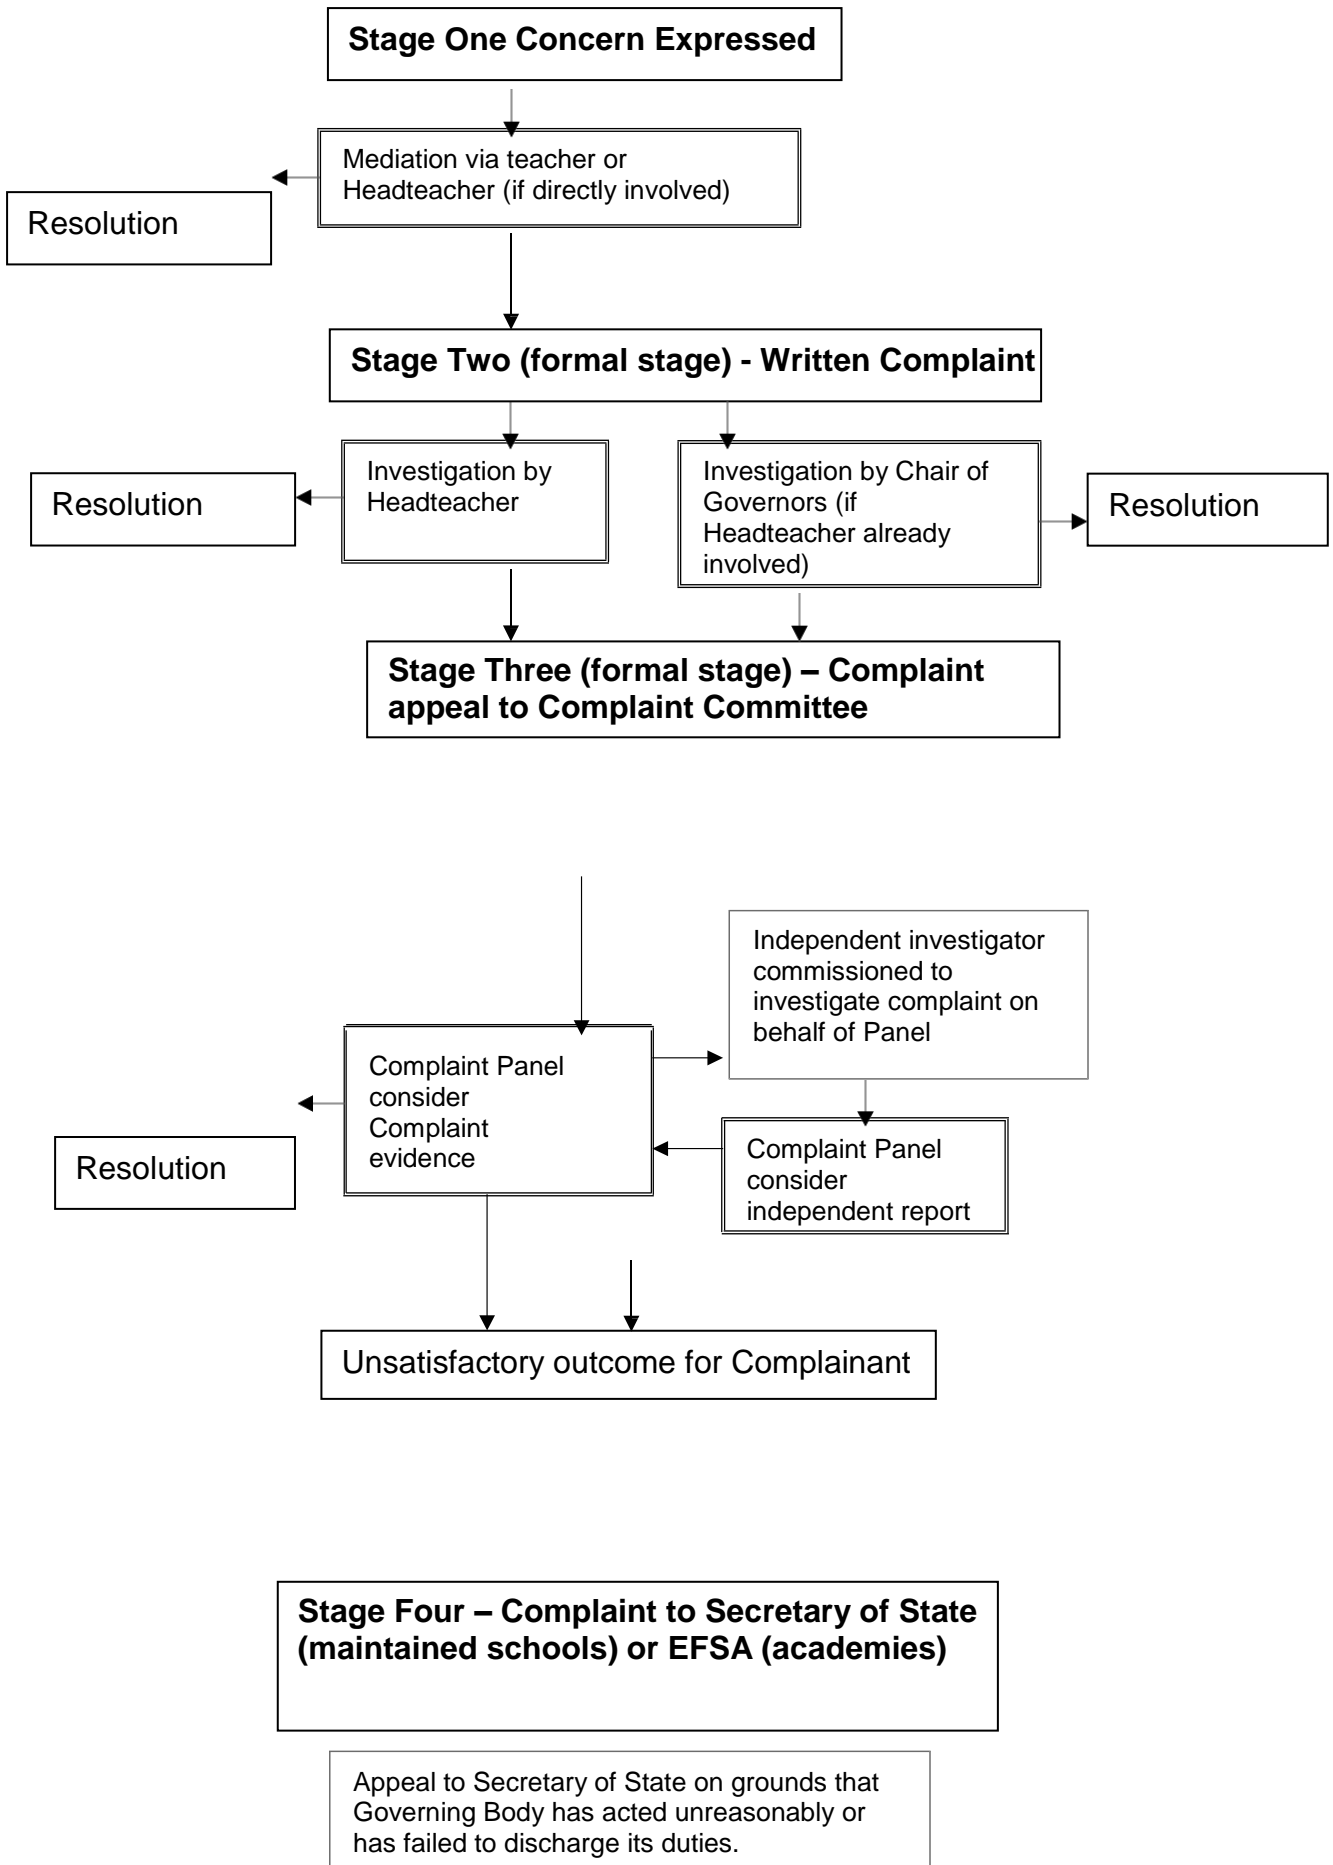 Stage One Concern Expressed
Mediation via teacher or
Headteacher (if directly involved)
Resolution
Stage Two (formal stage) - Written Complaint
Resolution
Investigation by
Headteacher
Investigation by Chair of
Governors (if
Headteacher already
involved)
Resolution
Stage Three (formal stage) – Complaint
appeal to Complaint Committee
Independent investigator
commissioned to
investigate complaint on
behalf of Panel
Complaint Panel
consider
Complaint
evidence
Resolution
Complaint Panel
consider
independent report
Unsatisfactory outcome for Complainant
Stage Four – Complaint to Secretary of State
(maintained schools) or EFSA (academies)
Appeal to Secretary of State on grounds that
Governing Body has acted unreasonably or
has failed to discharge its duties.